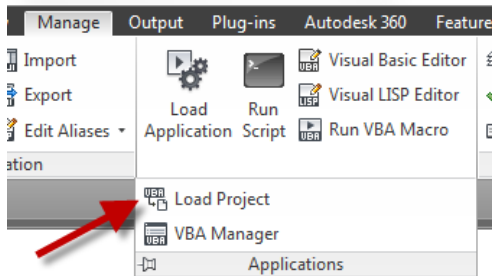 Manage Output Plug-ins Autodesk 360 Feature
Import
Export
Edit Aliases
ation
Load Application
Run Script
Visual Basic Editor
Visual LISP Editor
Run VBA Macro
Load Project
VBA Manager
Applications